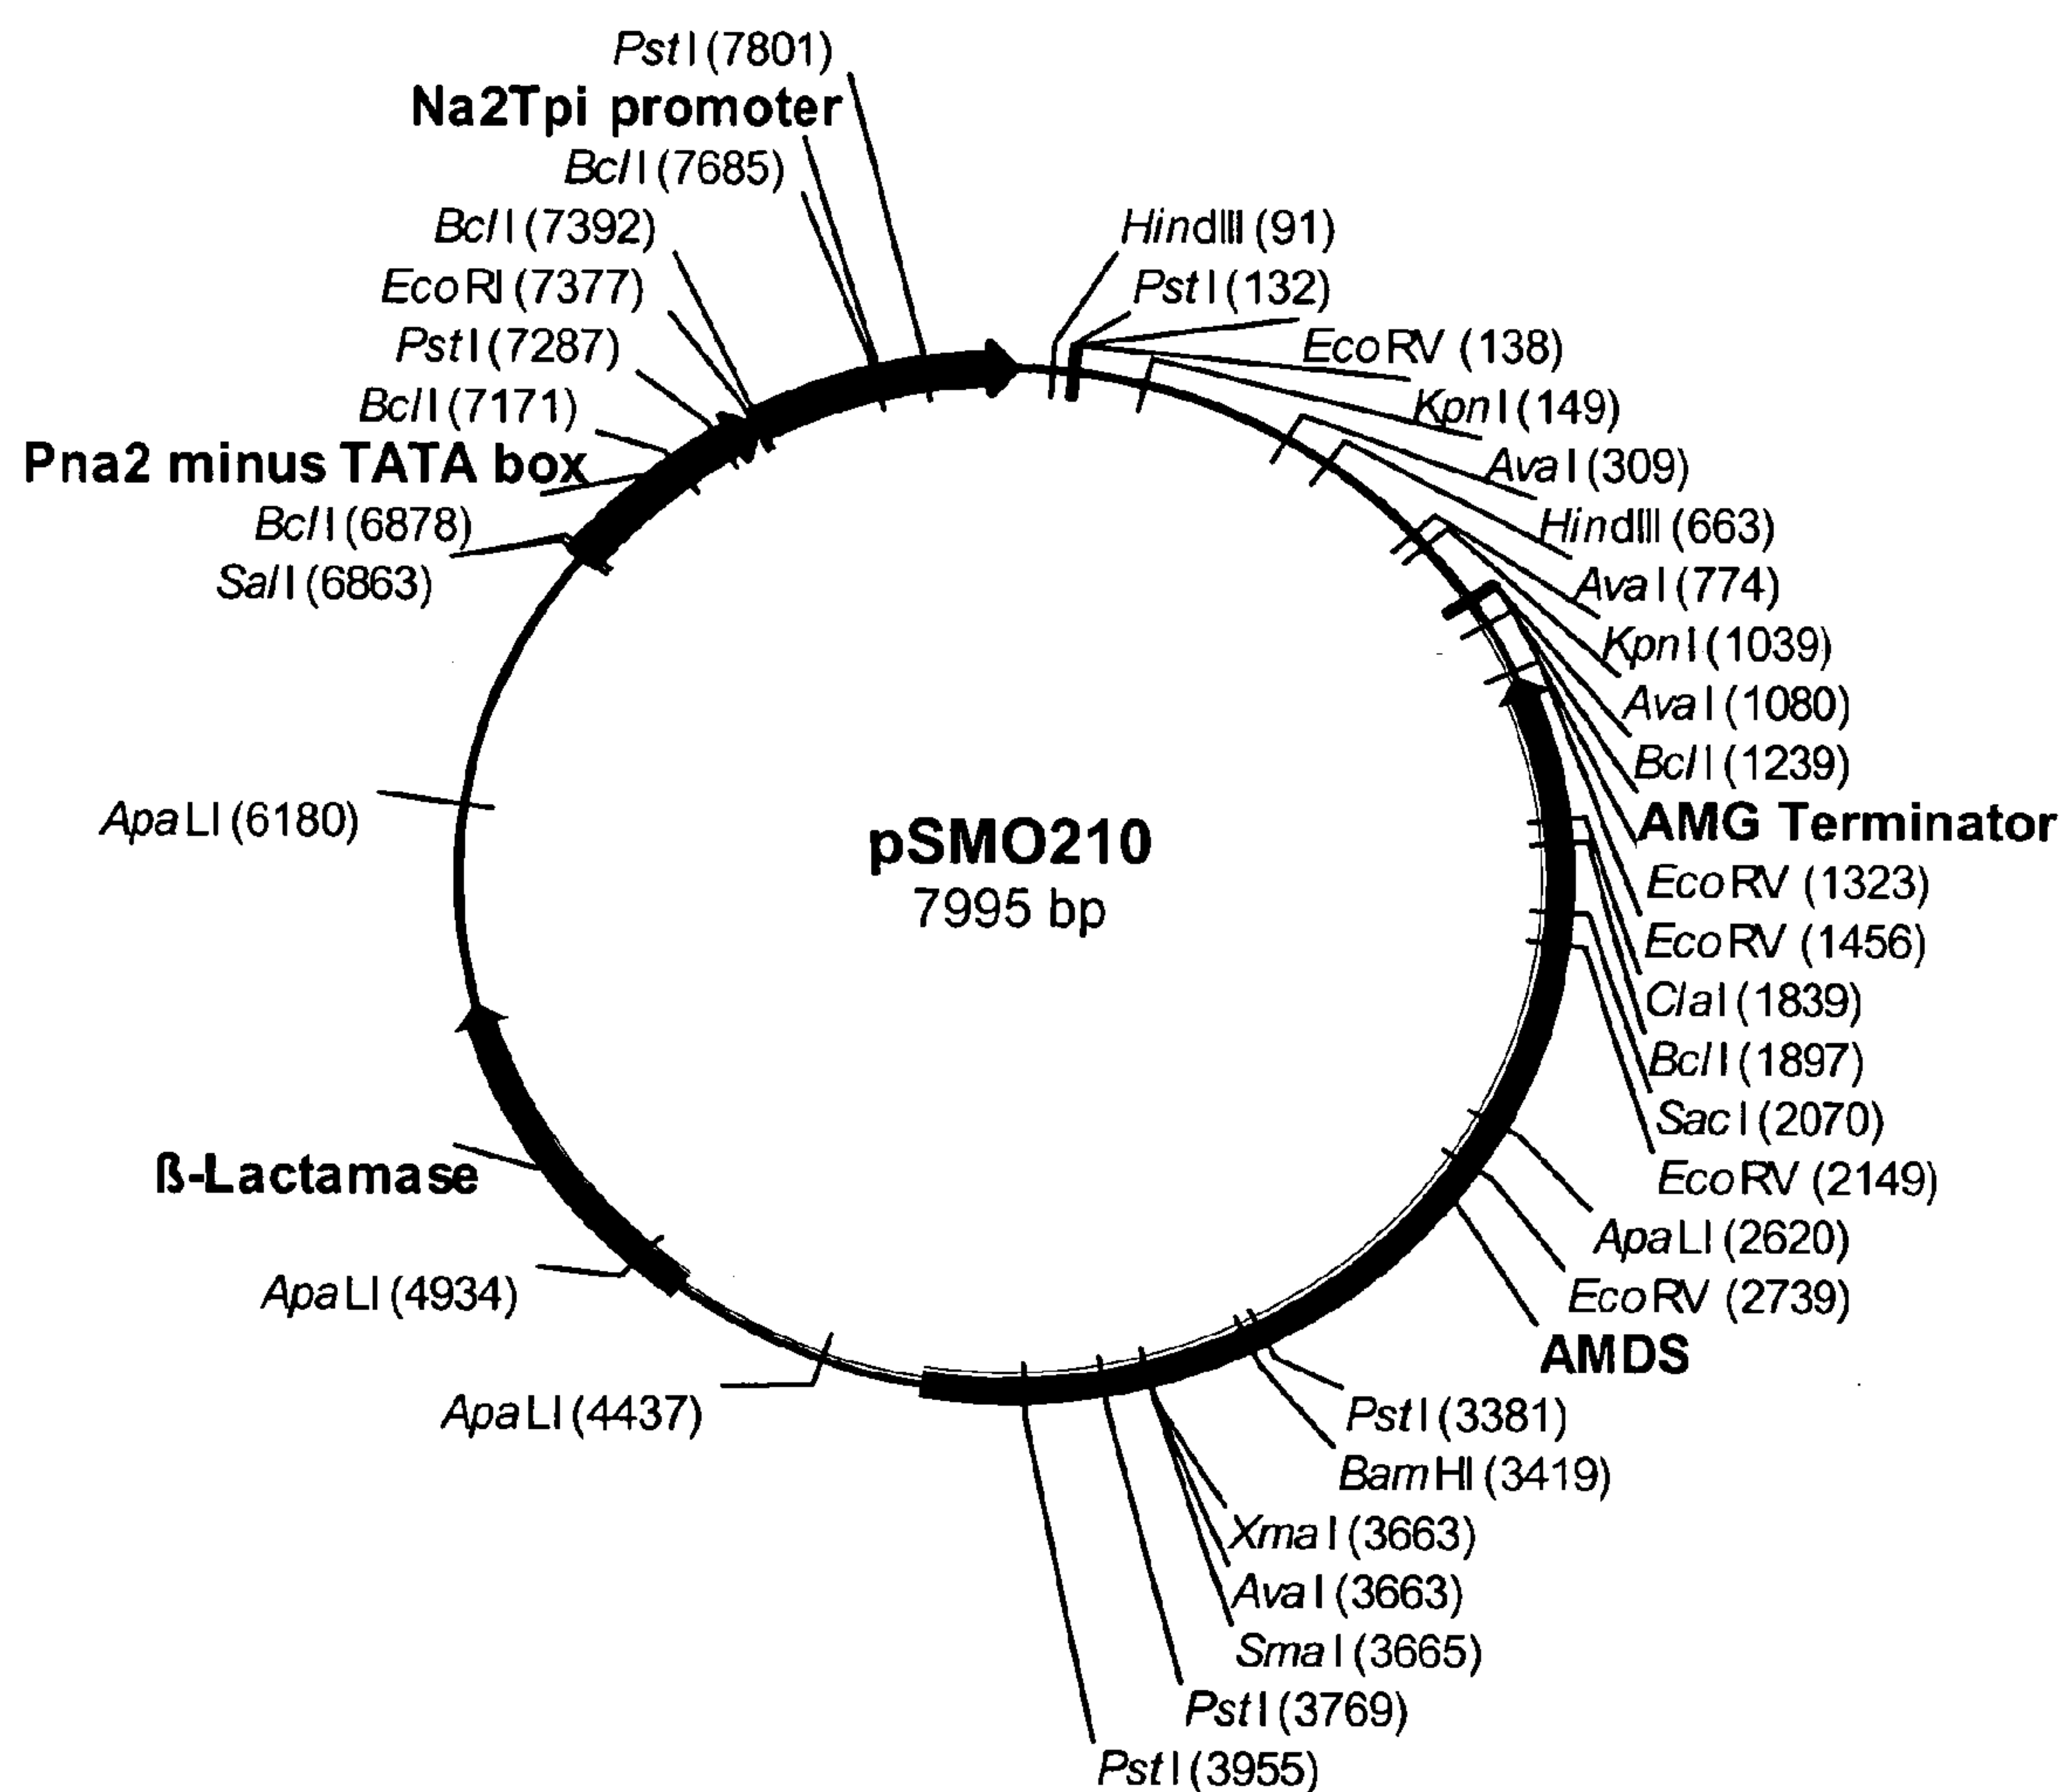 PstI (7801)
Na2Tpi promoter
BclI (7685)
BclI (7392)
EcoRI (7377)
PstI (7287)
BclI (7171)
Pna2 minus TATA box
BclI (6878)
SalI (6863)
ApaLI (6180)
ß-Lactamase
ApaLI (4934)
ApaLI (4437)
pSMO210
7995 bp
HindIII (91)
PstI (132)
EcoRV (138)
KpnI (149)
AvaI (309)
HindIII (663)
AvaI (774)
KpnI (1039)
AvaI (1080)
BclI (1239)
AMG Terminator
EcoRV (1323)
EcoRV (1456)
ClaI (1839)
BclI (1897)
SacI (2070)
EcoRV (2149)
ApaLI (2620)
EcoRV (2739)
AMDS
PstI (3381)
BamHI (3419)
XmaI (3663)
AvaI (3663)
SmaI (3665)
PstI (3769)
PstI (3955)